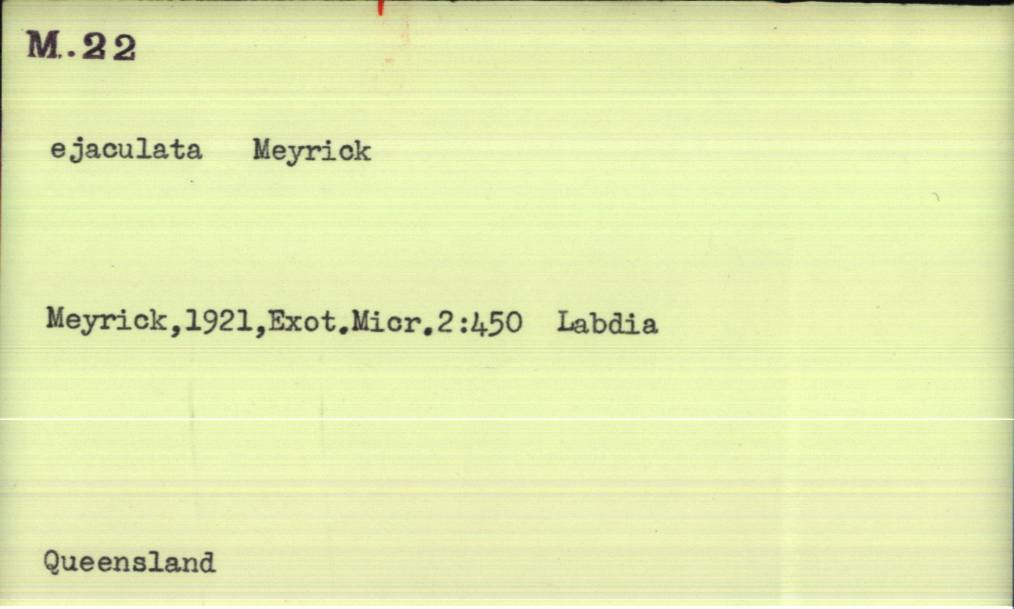 M.22
ejaculata Meyrick
Meyrick,1921,Exot.Micr.2:450 Labdia
Queensland